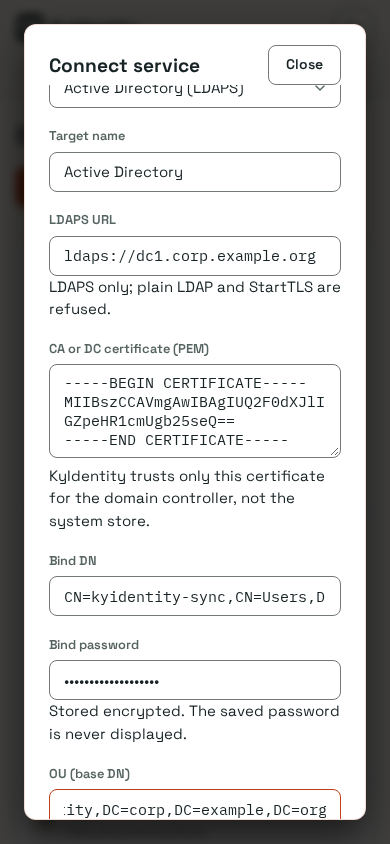 Connect service
Close
Active Directory (LDAPS)
Target name
Active Directory
LDAPS URL
ldaps://dc1.corp.example.org
LDAPS only; plain LDAP and StartTLS are
refused.
CA or DC certificate (PEM)
-----BEGIN CERTIFICATE-----
MIIBszCCAVmgAwIBAgIUQ2F0dXJlI
GZpeHR1cmUgb25seQ==
-----END CERTIFICATE-----
KyIdentity trusts only this certificate
for the domain controller, not the
system store.
Bind DN
CN=kyidentity-sync,CN=Users,D
Bind password
•••••••••••••••••••
Stored encrypted. The saved password
is never displayed.
OU (base DN)
ity,DC=corp,DC=example,DC=org